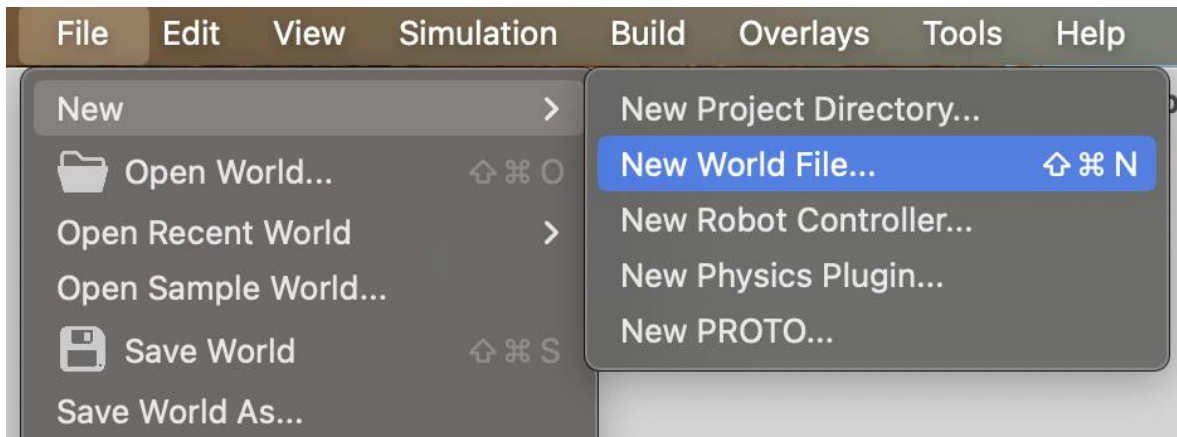 File Edit View Simulation Build Overlays Tools Help
New >
Open World... ⇧⌘O
Open Recent World >
Open Sample World...
Save World ⇧⌘S
Save World As...
New Project Directory...
New World File... ⇧⌘N
New Robot Controller...
New Physics Plugin...
New PROTO...